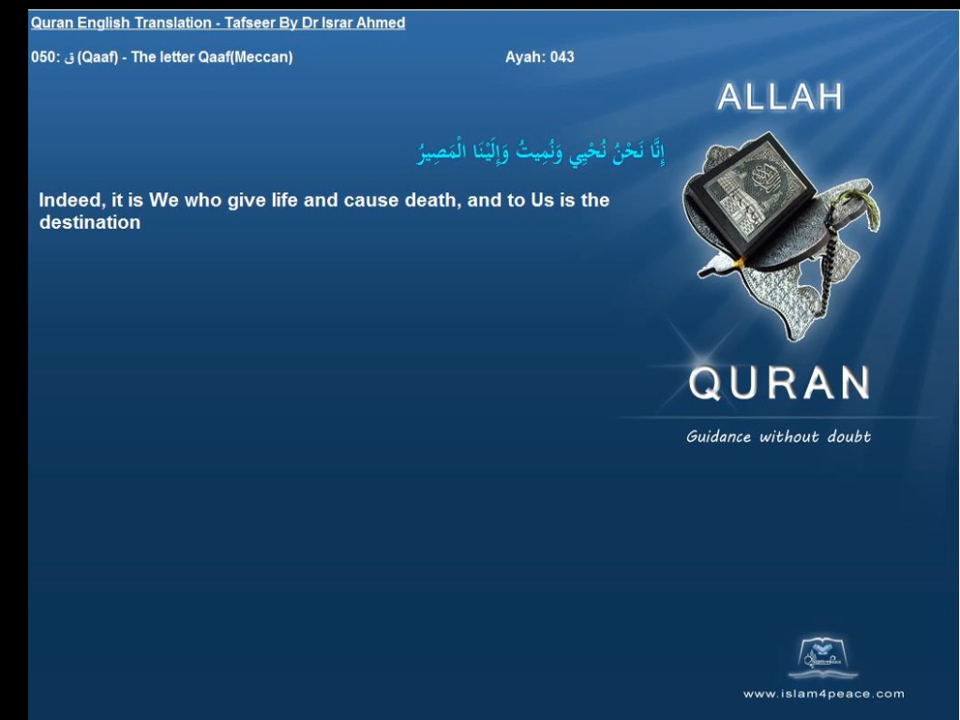 Quran English Translation - Tafseer By Dr Israr Ahmed
050: ق (Qaaf) - The letter Qaaf(Meccan) Ayah: 043
ALLAH
إِنَّا نَحْنُ نُحْيِي وَنُمِيتُ وَإِلَيْنَا الْمَصِيرُ
Indeed, it is We who give life and cause death, and to Us is the
destination
QURAN
Guidance without doubt
www.islam4peace.com